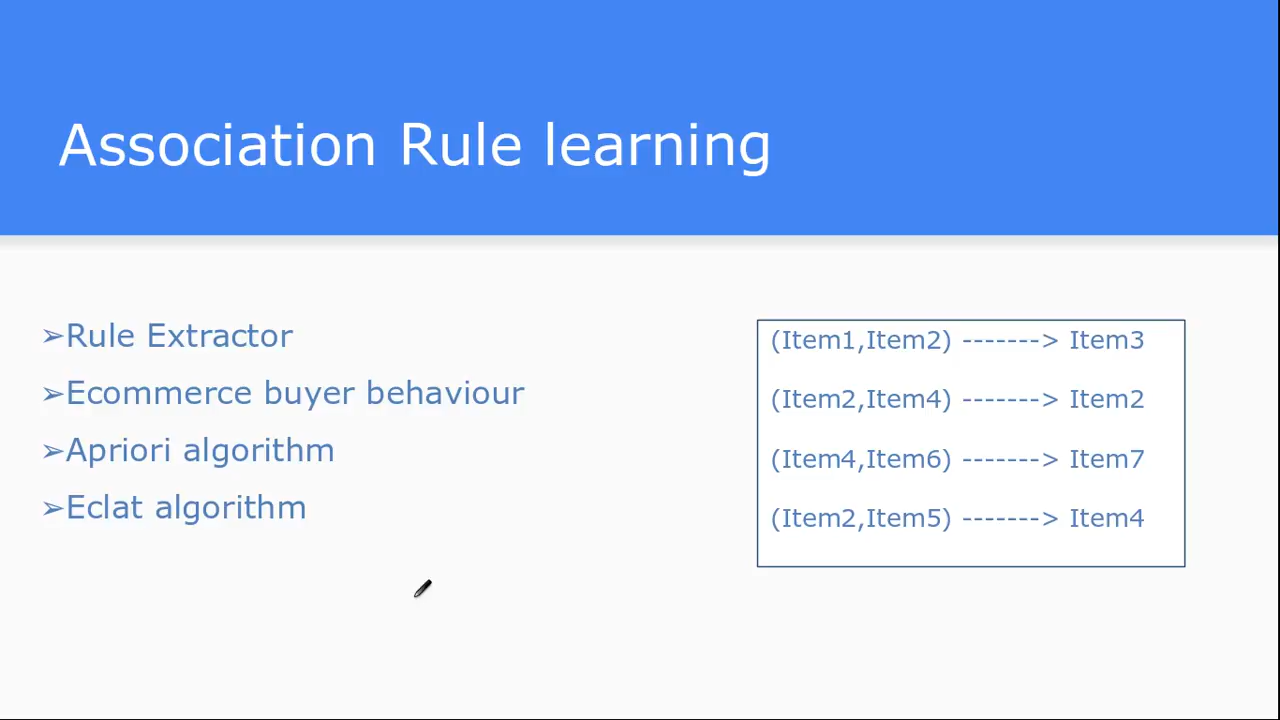 Association Rule learning
➢Rule Extractor
➢Ecommerce buyer behaviour
➢Apriori algorithm
➢Eclat algorithm
(Item1,Item2) -------> Item3
(Item2,Item4) -------> Item2
(Item4,Item6) -------> Item7
(Item2,Item5) -------> Item4